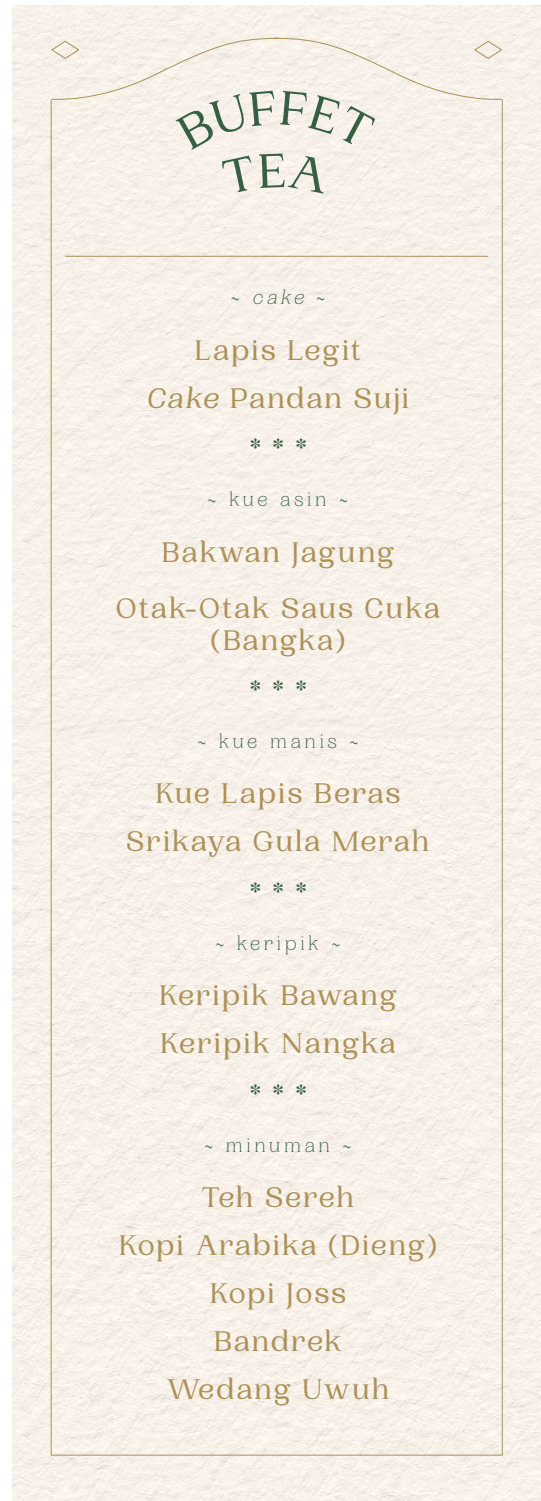 BUFFET
TEA
~ cake ~
Lapis Legit
Cake Pandan Suji
* * *
~ kue asin ~
Bakwan Jagung
Otak-Otak Saus Cuka
(Bangka)
* * *
~ kue manis ~
Kue Lapis Beras
Srikaya Gula Merah
* * *
~ keripik ~
Keripik Bawang
Keripik Nangka
* * *
~ minuman ~
Teh Sereh
Kopi Arabika (Dieng)
Kopi Joss
Bandrek
Wedang Uwuh